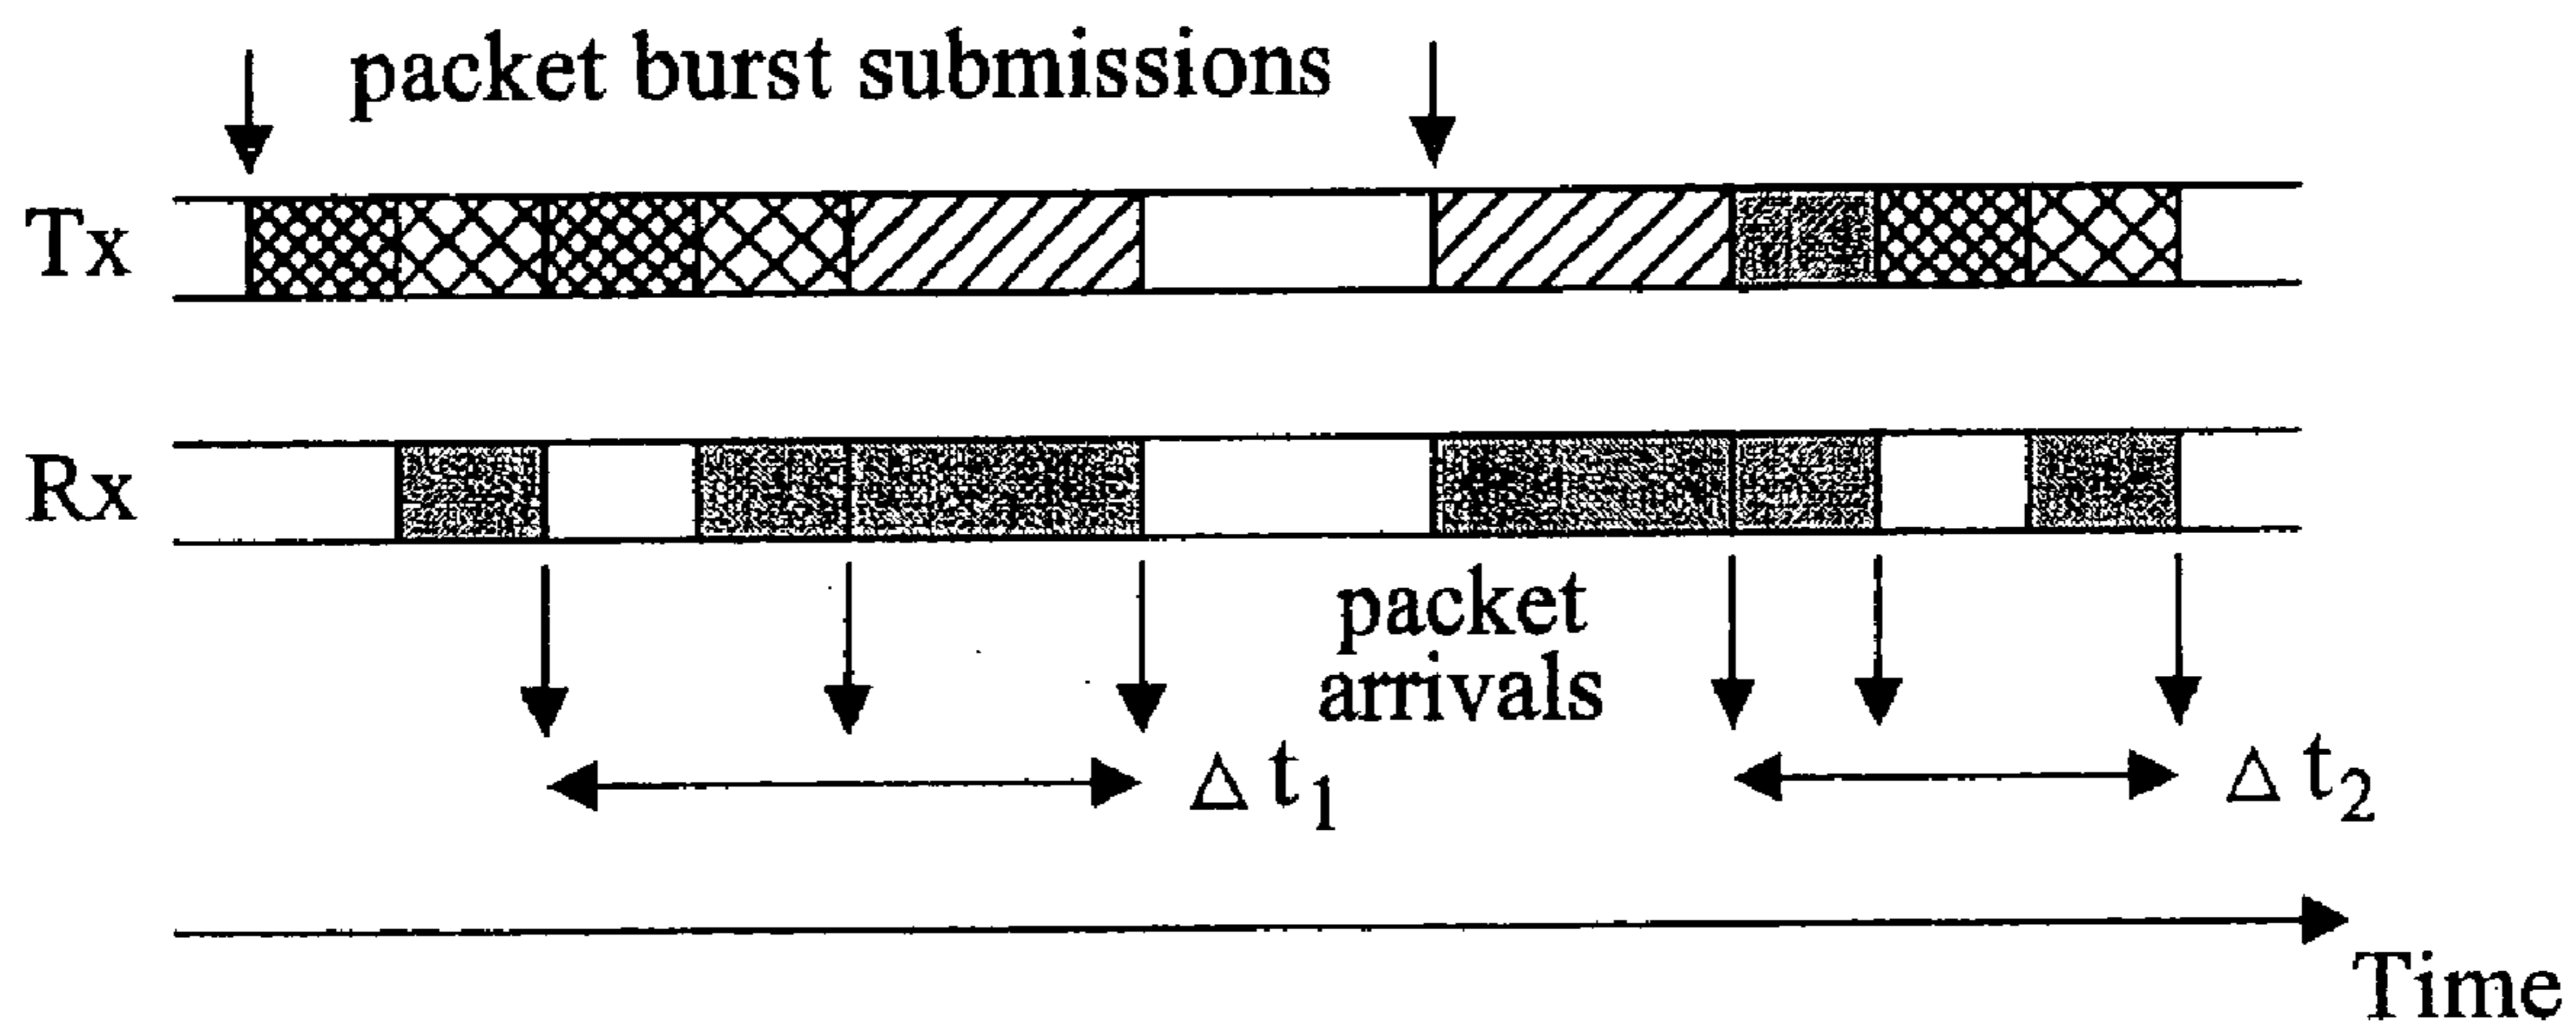 packet burst submissions
Tx
Rx
packet
arrivals
Δ t₁
Δ t₂
Time